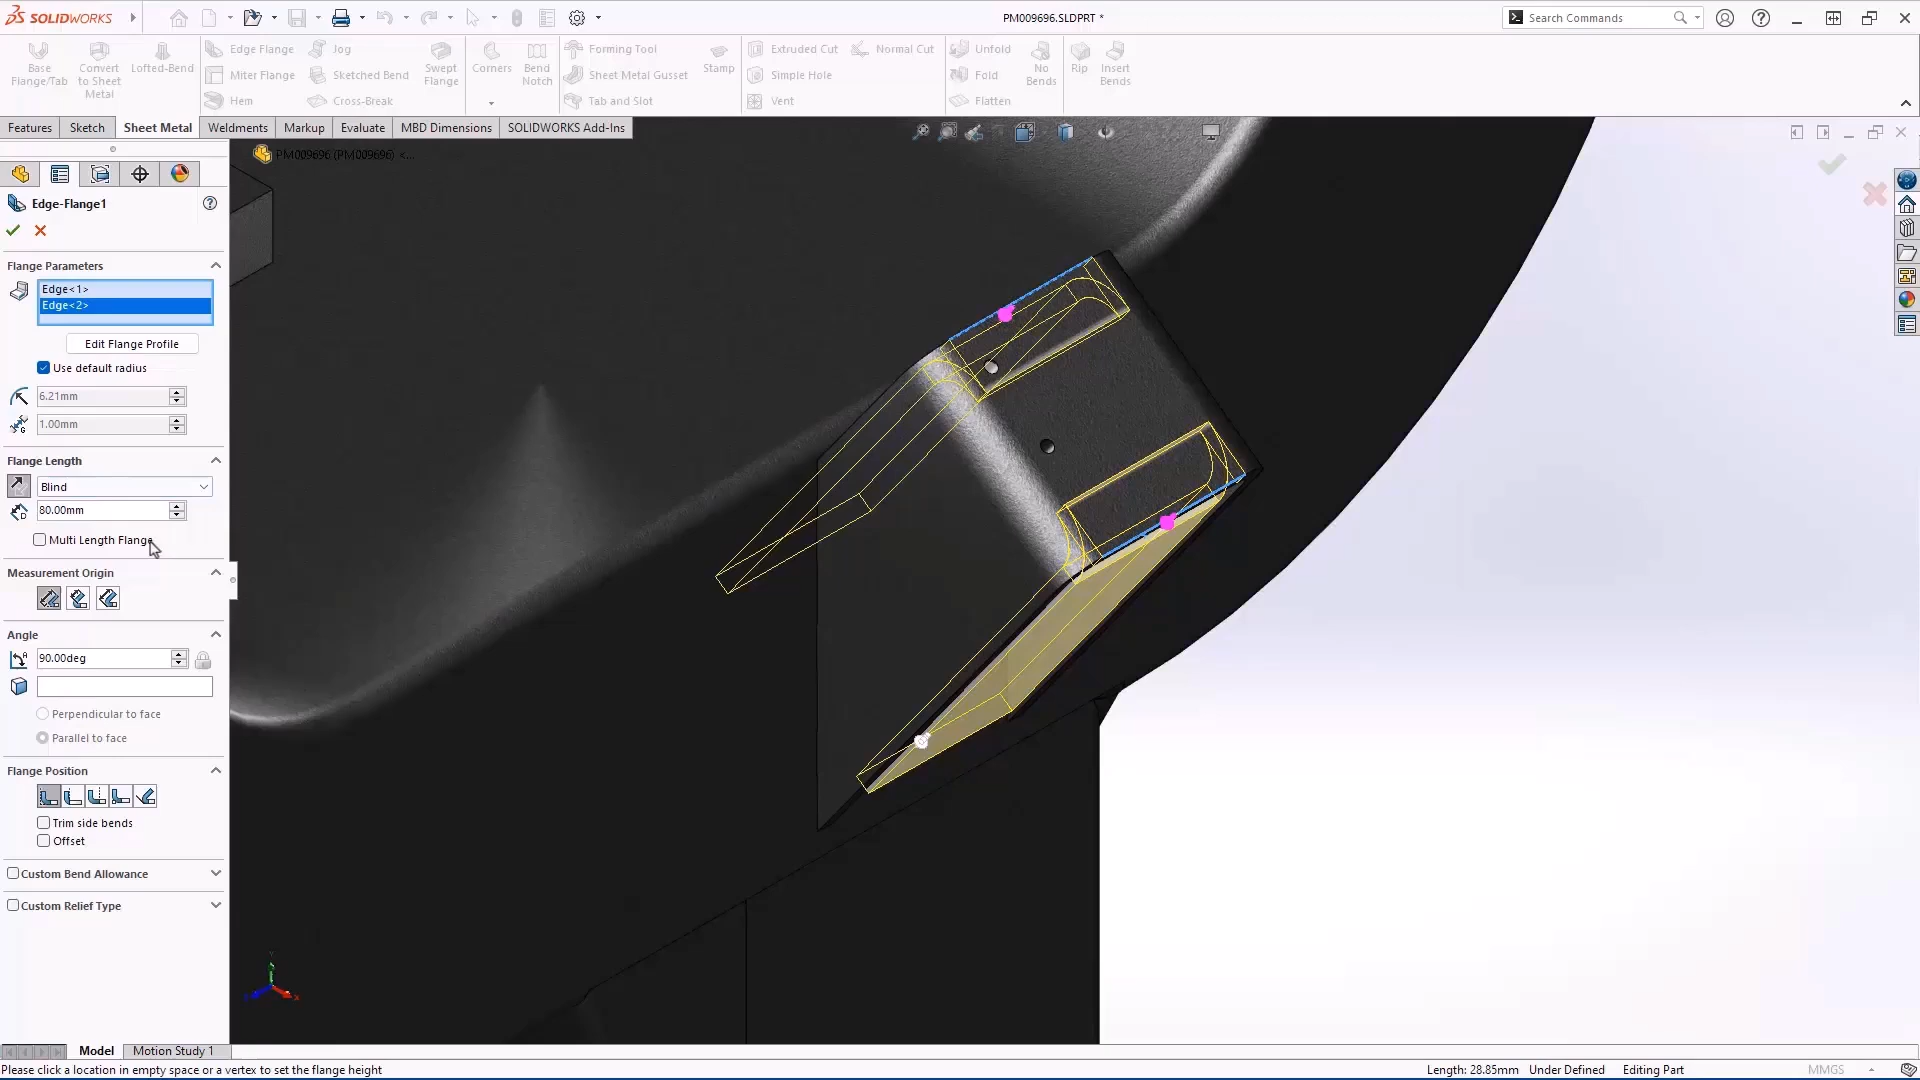 SOLIDWORKS
PM009696.SLDPRT *
Search Commands
Base Flange/Tab
Convert to Sheet Metal
Lofted-Bend
Edge Flange
Miter Flange
Hem
Jog
Sketched Bend
Cross-Break
Swept Flange
Corners
Bend Notch
Forming Tool
Sheet Metal Gusset
Tab and Slot
Stamp
Extruded Cut
Simple Hole
Vent
Normal Cut
Unfold
Fold
Flatten
No Bends
Rip
Insert Bends
Features
Sketch
Sheet Metal
Weldments
Markup
Evaluate
MBD Dimensions
SOLIDWORKS Add-Ins
PM009696 (PM009696) <...
Edge-Flange1
Flange Parameters
Edge<1>
Edge<2>
Edit Flange Profile
Use default radius
6.21mm
1.00mm
Flange Length
Blind
80.00mm
Multi Length Flange
Measurement Origin
Angle
90.00deg
Perpendicular to face
Parallel to face
Flange Position
Trim side bends
Offset
Custom Bend Allowance
Custom Relief Type
Model
Motion Study 1
Please click a location in empty space or a vertex to set the flange height
Length: 28.85mm
Under Defined
Editing Part
MMGS